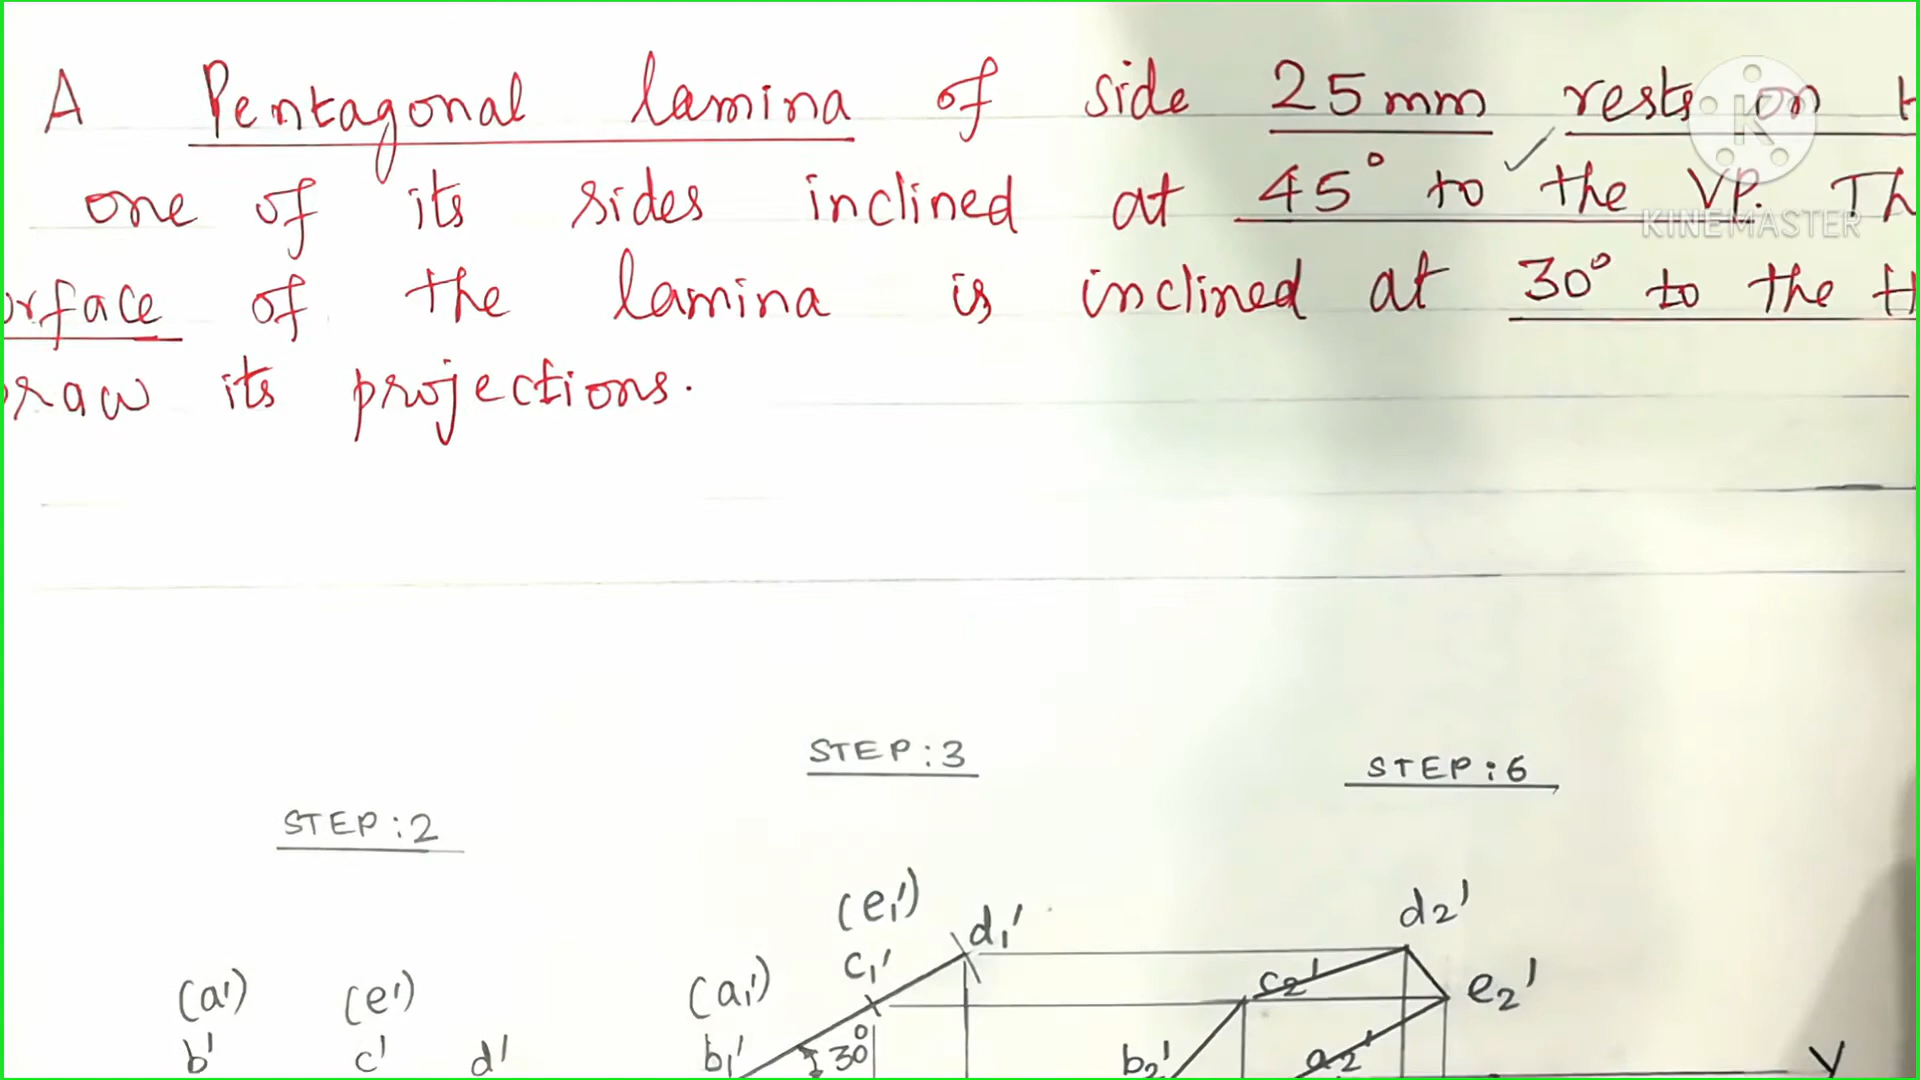 A Pentagonal lamina of side 25mm rests on H
one of its sides inclined at 45° to the VP. Th
rface of the lamina is inclined at 30° to the H
raw its projections.
KINEMASTER
STEP:3
STEP:6
STEP:2
(e₁')
d₁'
d₂'
c₁'
(a₁')
c₂'
e₂'
(a')
(e')
b'
c'
d'
b₁'
30°
b₂'
a₂'
Y